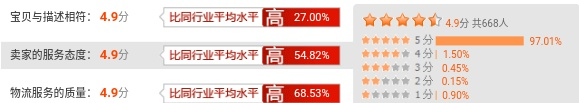 宝贝与描述相符： 4.9分 比同行业平均水平 高 27.00%
卖家的服务态度： 4.9分 比同行业平均水平 高 54.82%
物流服务的质量： 4.9分 比同行业平均水平 高 68.53%
4.9分 共668人
5分 97.01%
4分 1.50%
3分 0.45%
2分 0.15%
1分 0.90%